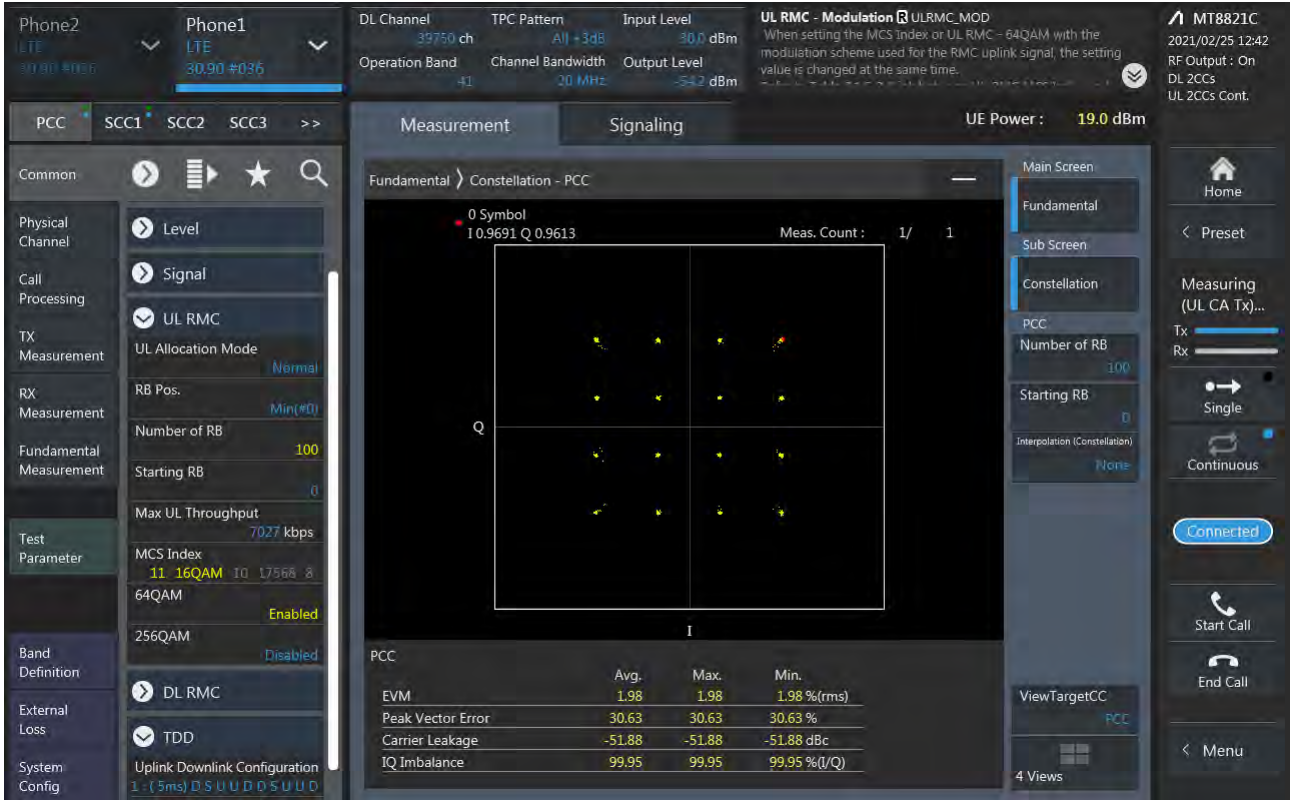 Phone2
LTE
30.90 #036
Phone1
LTE
30.90 #036
DL Channel
39750 ch
TPC Pattern
All +3dB
Input Level
30.0 dBm
Operation Band
41
Channel Bandwidth
20 MHz
Output Level
-54.2 dBm
UL RMC - Modulation R ULRMC_MOD
When setting the MCS Index or UL RMC - 64QAM with the
modulation scheme used for the RMC uplink signal, the setting
value is changed at the same time.
MT8821C
2021/02/25 12:42
RF Output : On
DL 2CCs
UL 2CCs Cont.
PCC SCC1 SCC2 SCC3 >>
Measurement
Signaling
UE Power : 19.0 dBm
Common
Physical
Channel
Call
Processing
TX
Measurement
RX
Measurement
Fundamental
Measurement
Test
Parameter
Band
Definition
External
Loss
System
Config
Level
Signal
UL RMC
UL Allocation Mode
Normal
RB Pos.
Min(#0)
Number of RB
100
Starting RB
0
Max UL Throughput
7027 kbps
MCS Index
11 16QAM 10 17568 8
64QAM
Enabled
256QAM
Disabled
DL RMC
TDD
Uplink Downlink Configuration
1 : ( 5ms) D S U U D D S U U D
Fundamental ⟩ Constellation - PCC
0 Symbol
I 0.9691 Q 0.9613
Meas. Count : 1/ 1
Q
I
PCC
Avg. Max. Min.
EVM 1.98 1.98 1.98 %(rms)
Peak Vector Error 30.63 30.63 30.63 %
Carrier Leakage -51.88 -51.88 -51.88 dBc
IQ Imbalance 99.95 99.95 99.95 %(I/Q)
Main Screen
Fundamental
Sub Screen
Constellation
PCC
Number of RB
100
Starting RB
0
Interpolation (Constellation)
None
ViewTargetCC
PCC
4 Views
Home
< Preset
Measuring
(UL CA Tx)...
Tx
Rx
Single
Continuous
Connected
Start Call
End Call
< Menu